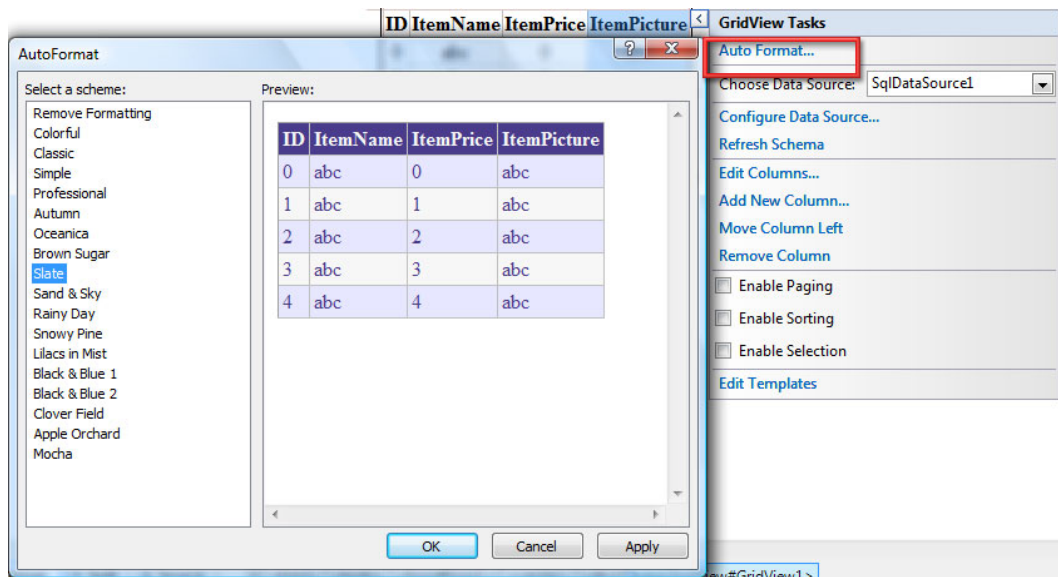 ID ItemName ItemPrice ItemPicture
GridView Tasks
Auto Format...
Choose Data Source: SqlDataSource1
Configure Data Source...
Refresh Schema
Edit Columns...
Add New Column...
Move Column Left
Remove Column
Enable Paging
Enable Sorting
Enable Selection
Edit Templates
AutoFormat
Select a scheme:
Remove Formatting
Colorful
Classic
Simple
Professional
Autumn
Oceanica
Brown Sugar
Slate
Sand & Sky
Rainy Day
Snowy Pine
Lilacs in Mist
Black & Blue 1
Black & Blue 2
Clover Field
Apple Orchard
Mocha
Preview:
ID ItemName ItemPrice ItemPicture
0 abc 0 abc
1 abc 1 abc
2 abc 2 abc
3 abc 3 abc
4 abc 4 abc
OK Cancel Apply